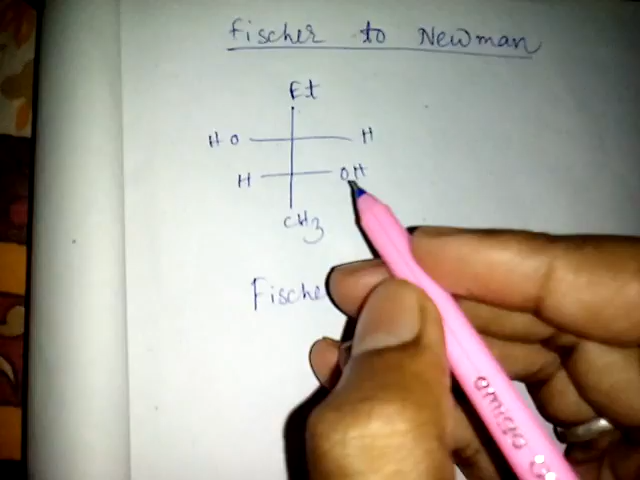 Fischer to Newman
Et
HO H
H OH
CH3
Fische